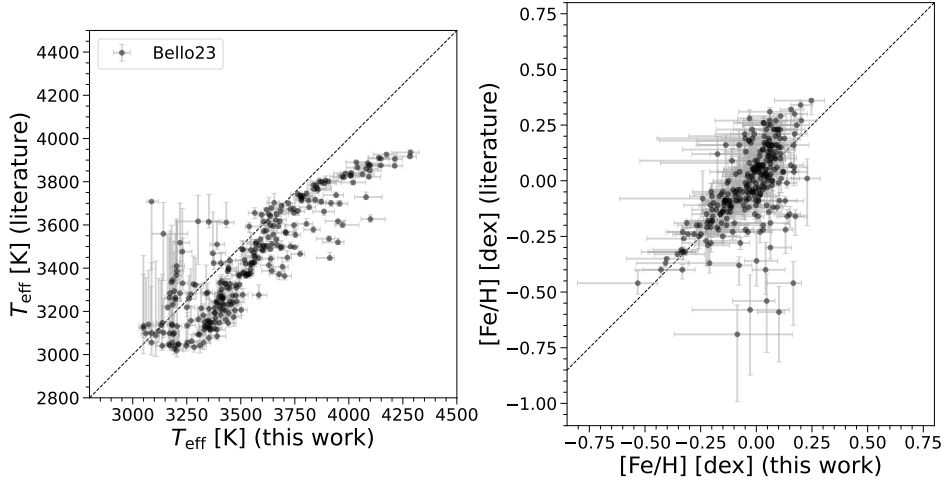 Bello23
4400
4200
4000
3800
3600
3400
3200
3000
2800
T_eff [K] (literature)
3000 3250 3500 3750 4000 4250 4500
T_eff [K] (this work)
0.75
0.50
0.25
0.00
−0.25
−0.50
−0.75
−1.00
[Fe/H] [dex] (literature)
−0.75 −0.50 −0.25 0.00 0.25 0.50 0.75
[Fe/H] [dex] (this work)